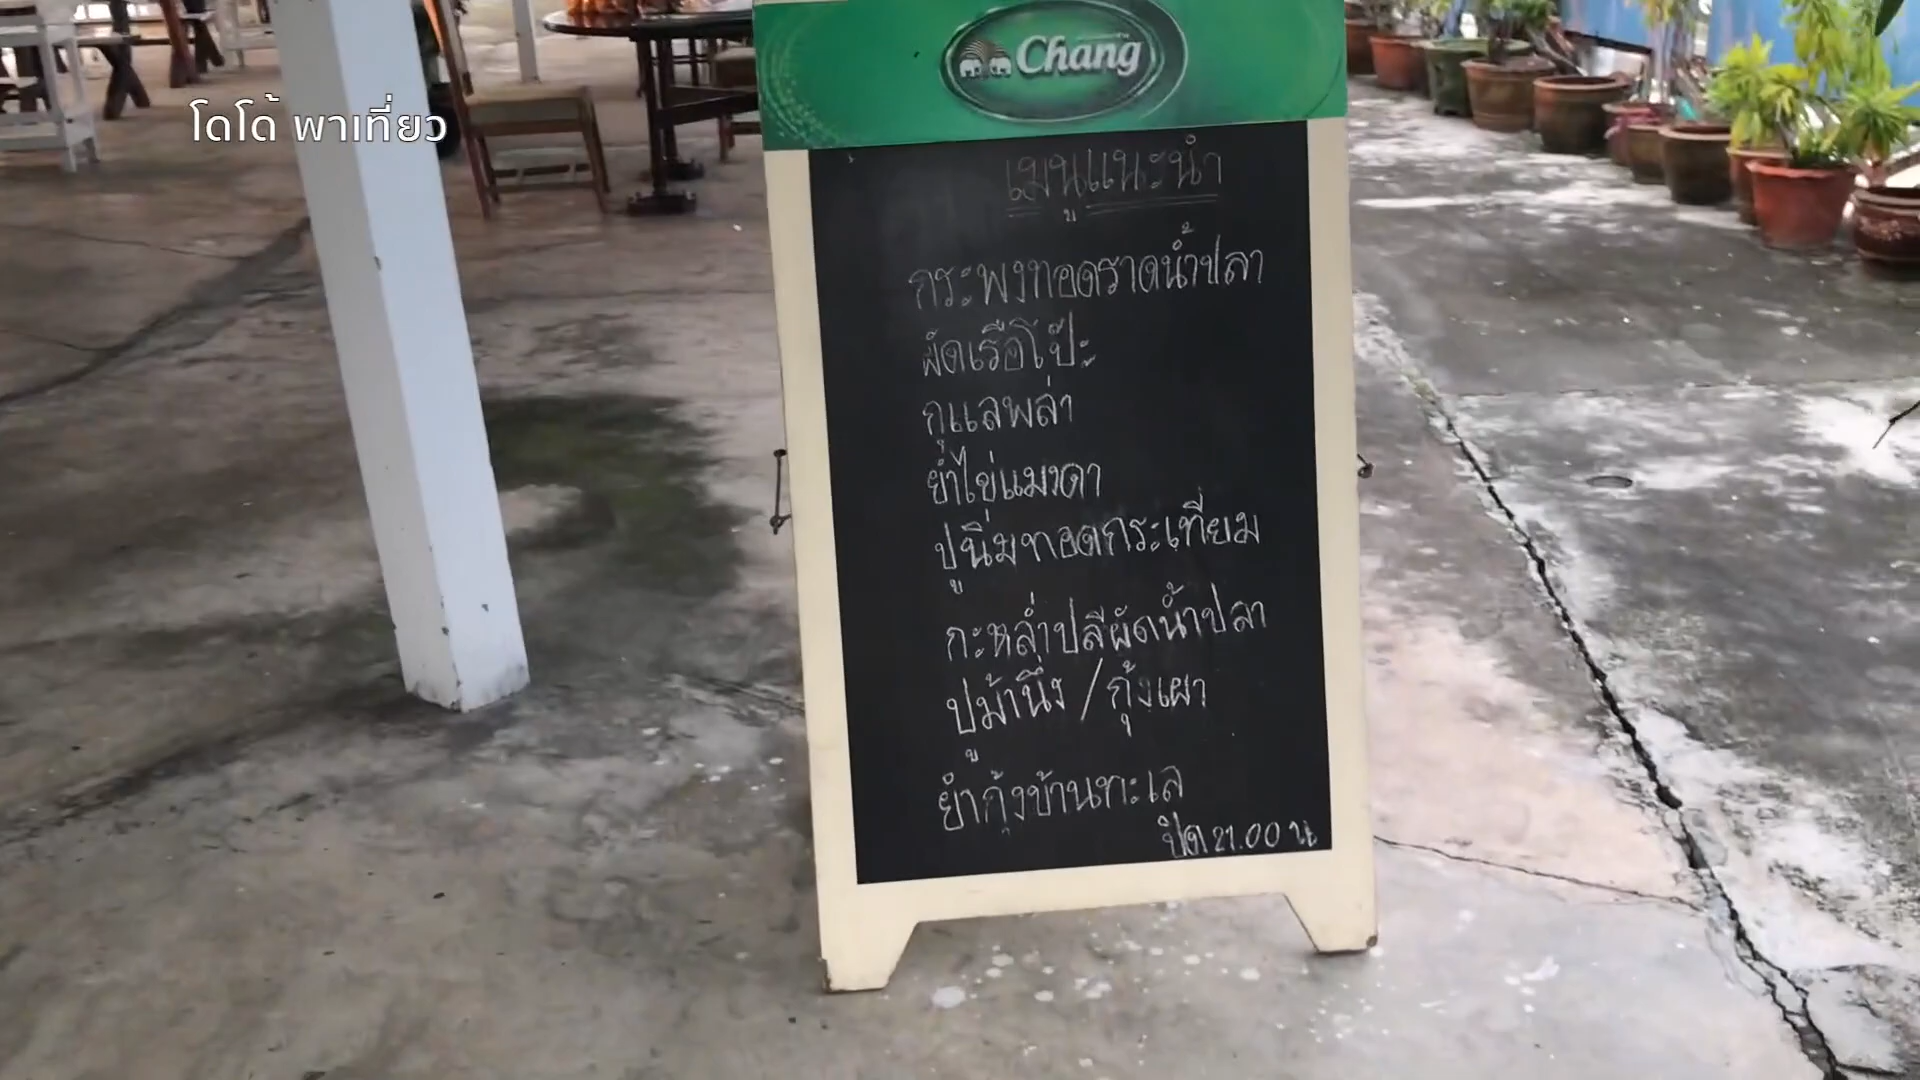 Chang
โดโด้ พาเที่ยว
เมนูแนะนำ
กระพงทอดราดน้ำปลา
ผัดเรือโป๊ะ
กุแลพล่า
ยำไข่แมงดา
ปูนิ่มทอดกระเทียม
กะหล่ำปลีผัดน้ำปลา
ปูม้านึ่ง / กุ้งเผา
ยำกุ้งบ้านทะเล
ปิด 21.00 น